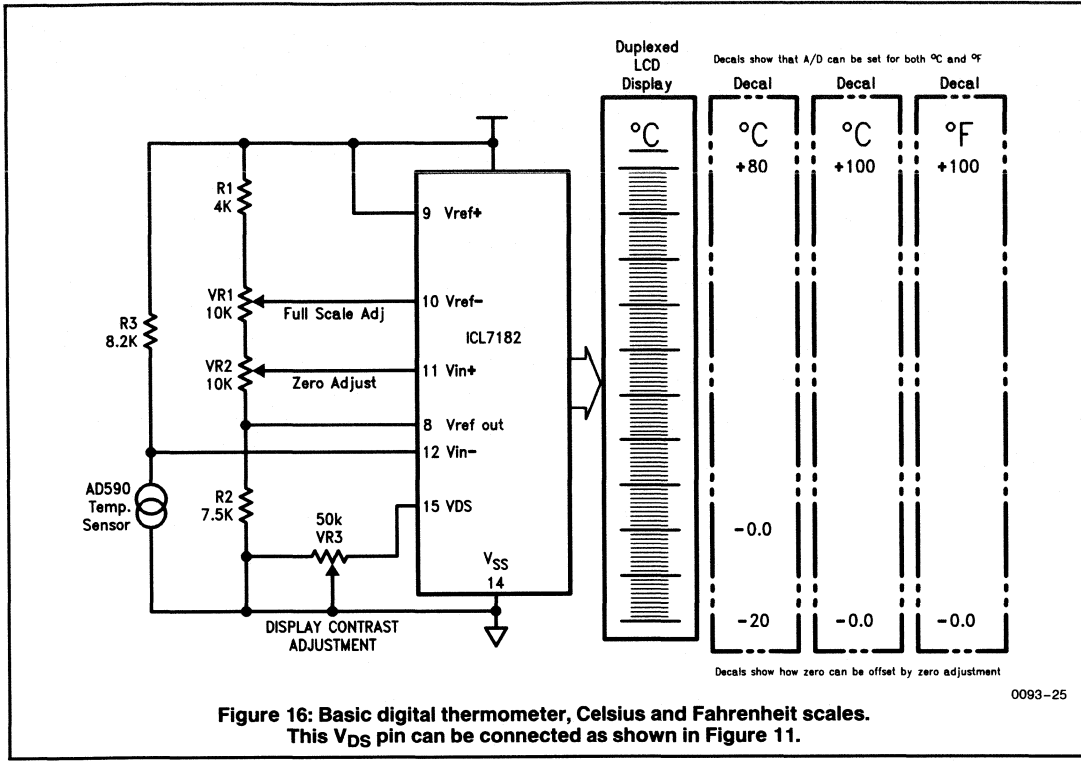 Duplexed
LCD
Display
Decals show that A/D can be set for both °C and °F
Decal
Decal
Decal
°C
°C
°C
°F
+80
+100
+100
R1
4K
9 Vref+
VR1
10K
Full Scale Adj
10 Vref-
R3
8.2K
ICL7182
VR2
10K
Zero Adjust
11 Vin+
8 Vref out
12 Vin-
AD590
Temp.
Sensor
R2
7.5K
15 VDS
50k
VR3
VSS
14
-0.0
-20
-0.0
-0.0
DISPLAY CONTRAST
ADJUSTMENT
Decals show how zero can be offset by zero adjustment
0093-25
Figure 16: Basic digital thermometer, Celsius and Fahrenheit scales.
This VDS pin can be connected as shown in Figure 11.